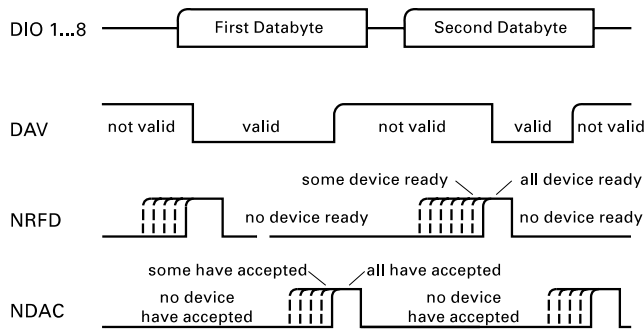 DIO 1...8
First Databyte
Second Databyte
DAV
not valid
valid
not valid
valid
not valid
some device ready
all device ready
NRFD
no device ready
no device ready
some have accepted
all have accepted
NDAC
no device
have accepted
no device
have accepted